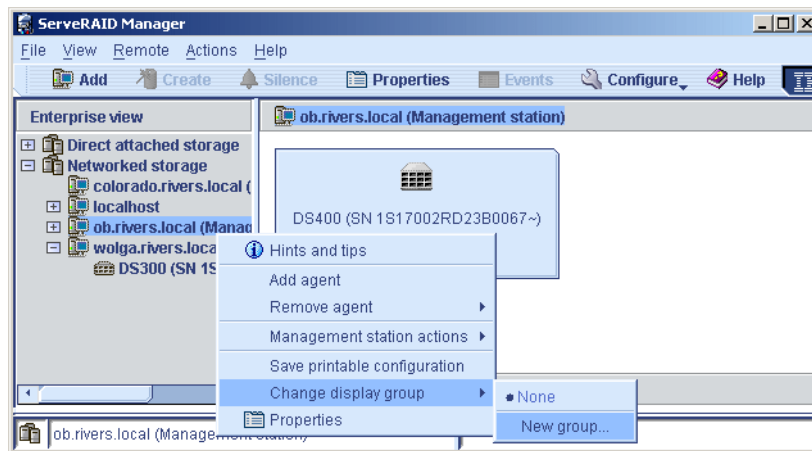 ServeRAID Manager
File View Remote Actions Help
Add Create Silence Properties Events Configure Help
Enterprise view
ob.rivers.local (Management station)
Direct attached storage
Networked storage
colorado.rivers.local (
localhost
ob.rivers.local (Manag
wolga.rivers.loca
DS300 (SN 1S
DS400 (SN 1S17002RD23B0067~)
Hints and tips
Add agent
Remove agent
Management station actions
Save printable configuration
Change display group
Properties
None
New group...
ob.rivers.local (Management station)